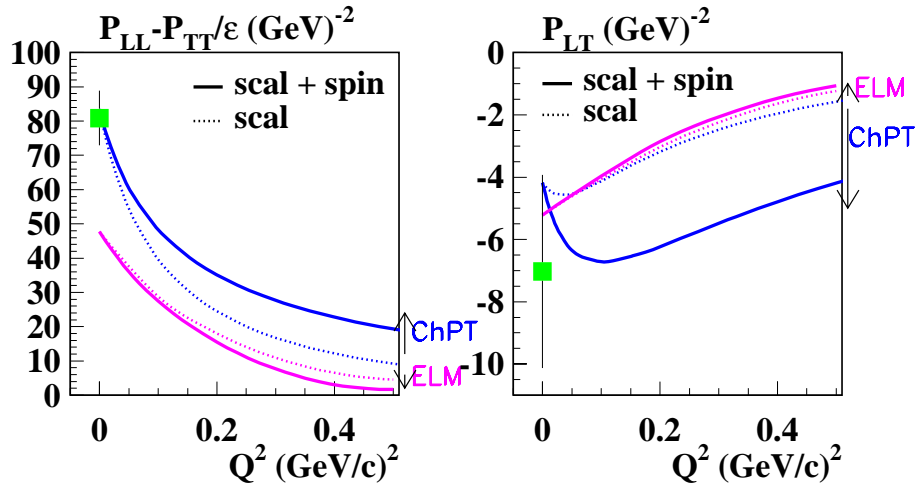 P_LL-P_TT/ε (GeV)^-2
100
90
80
70
60
50
40
30
20
10
0
scal + spin
scal
ChPT
ELM
0
0.2
0.4
Q^2 (GeV/c)^2
P_LT (GeV)^-2
0
-2
-4
-6
-8
-10
scal + spin
scal
ELM
ChPT
0
0.2
0.4
Q^2 (GeV/c)^2